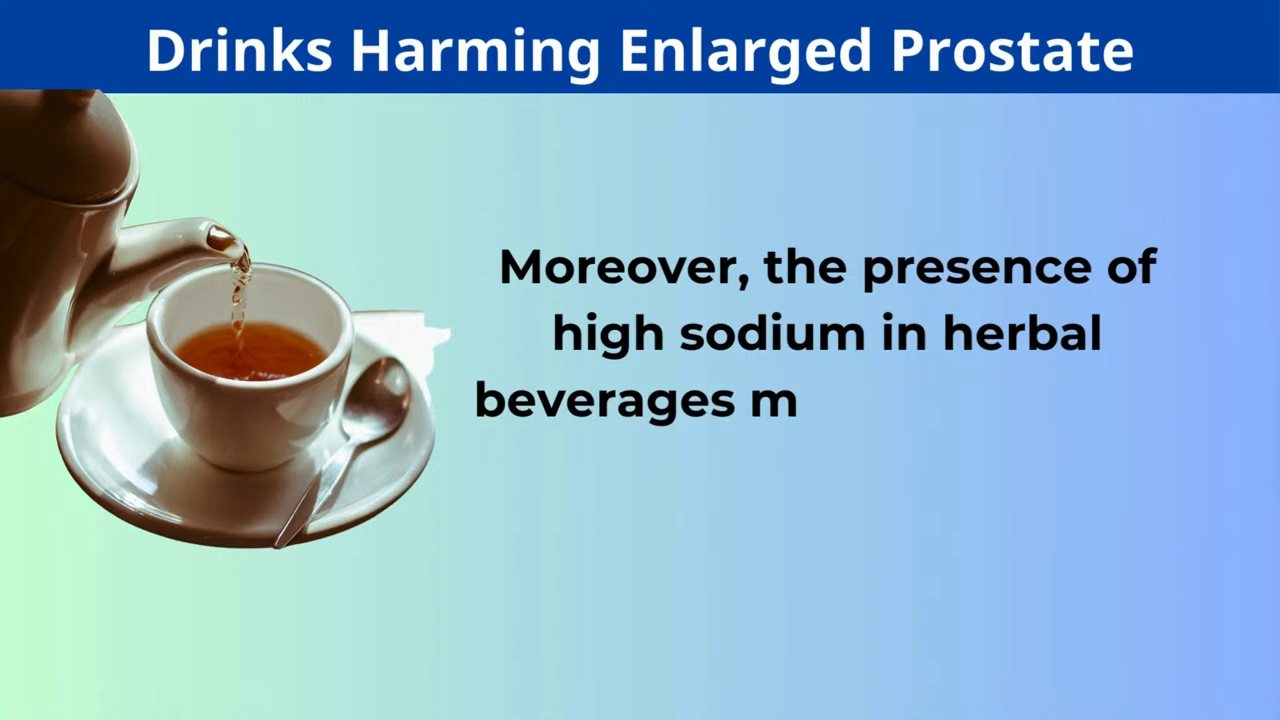 Drinks Harming Enlarged Prostate
Moreover, the presence of
high sodium in herbal
beverages m